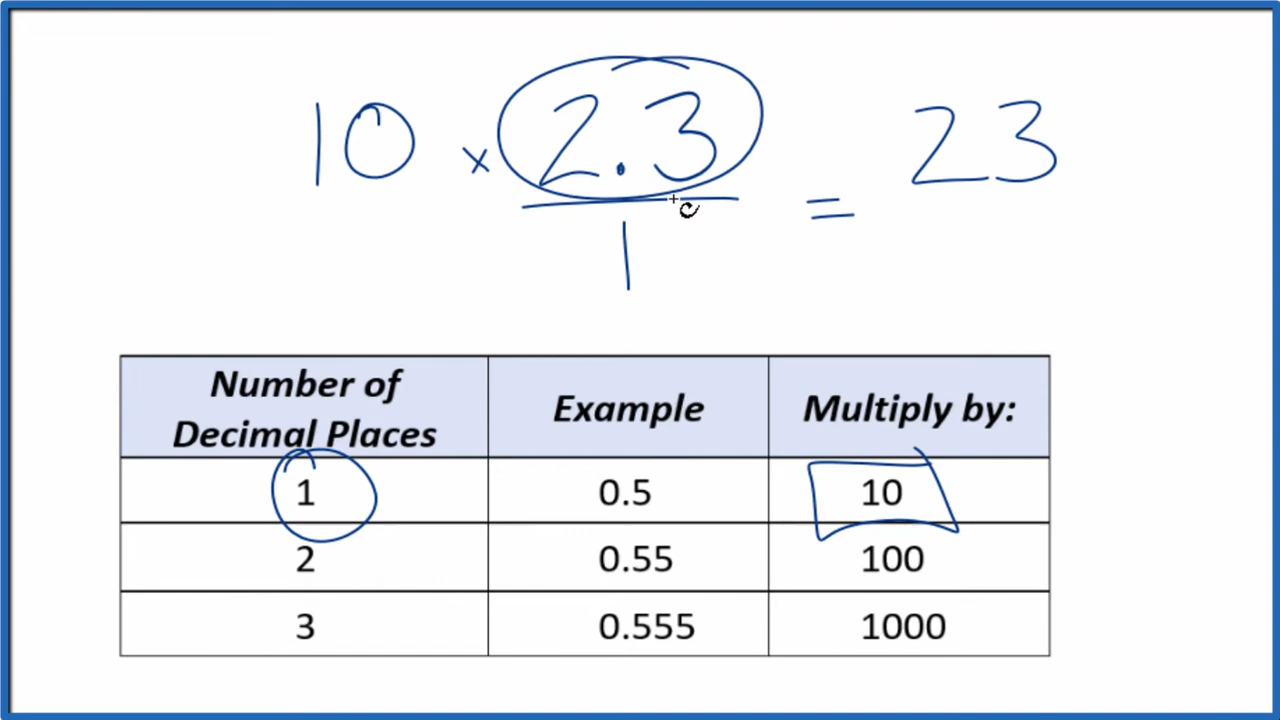 10 × 2.3 = 23
1
Number of Decimal Places Example Multiply by:
1 0.5 10
2 0.55 100
3 0.555 1000